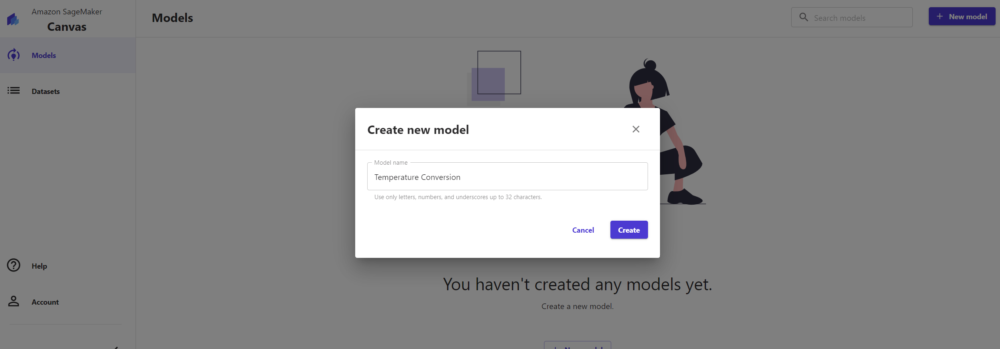 Amazon SageMaker
Canvas
Models
Datasets
Help
Account
Models
Search models
+ New model
Create new model
Model name
Temperature Conversion
Use only letters, numbers, and underscores up to 32 characters.
Cancel
Create
You haven't created any models yet.
Create a new model.